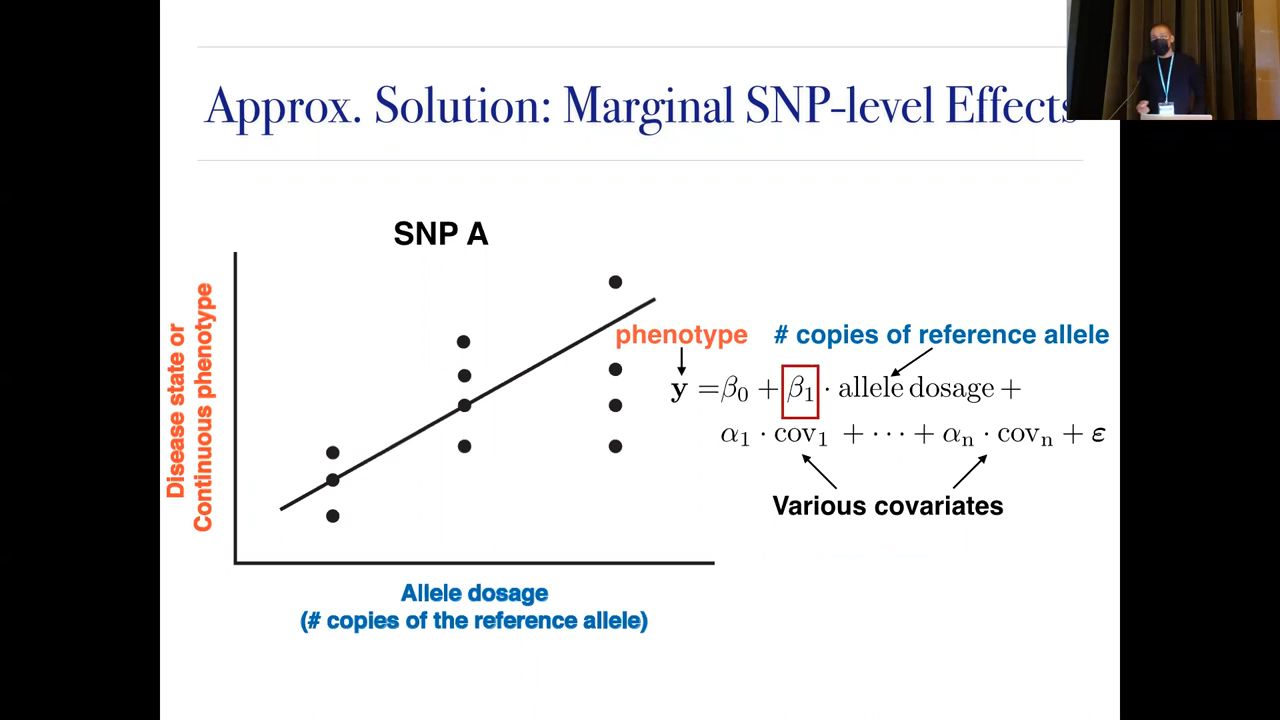 Approx. Solution: Marginal SNP-level Effects
SNP A
Disease state or
Continuous phenotype
phenotype
# copies of reference allele
y = β₀ + β₁ · allele dosage +
α₁ · cov₁ + ··· + αₙ · covₙ + ε
Various covariates
Allele dosage
(# copies of the reference allele)